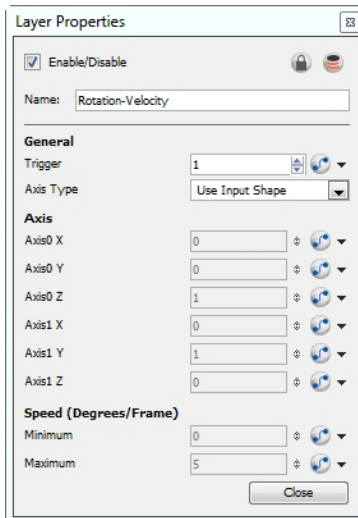 Layer Properties
Enable/Disable
Name: Rotation-Velocity
General
Trigger 1
Axis Type Use Input Shape
Axis
Axis0 X 0
Axis0 Y 0
Axis0 Z 1
Axis1 X 0
Axis1 Y 1
Axis1 Z 0
Speed (Degrees/Frame)
Minimum 0
Maximum 5
Close